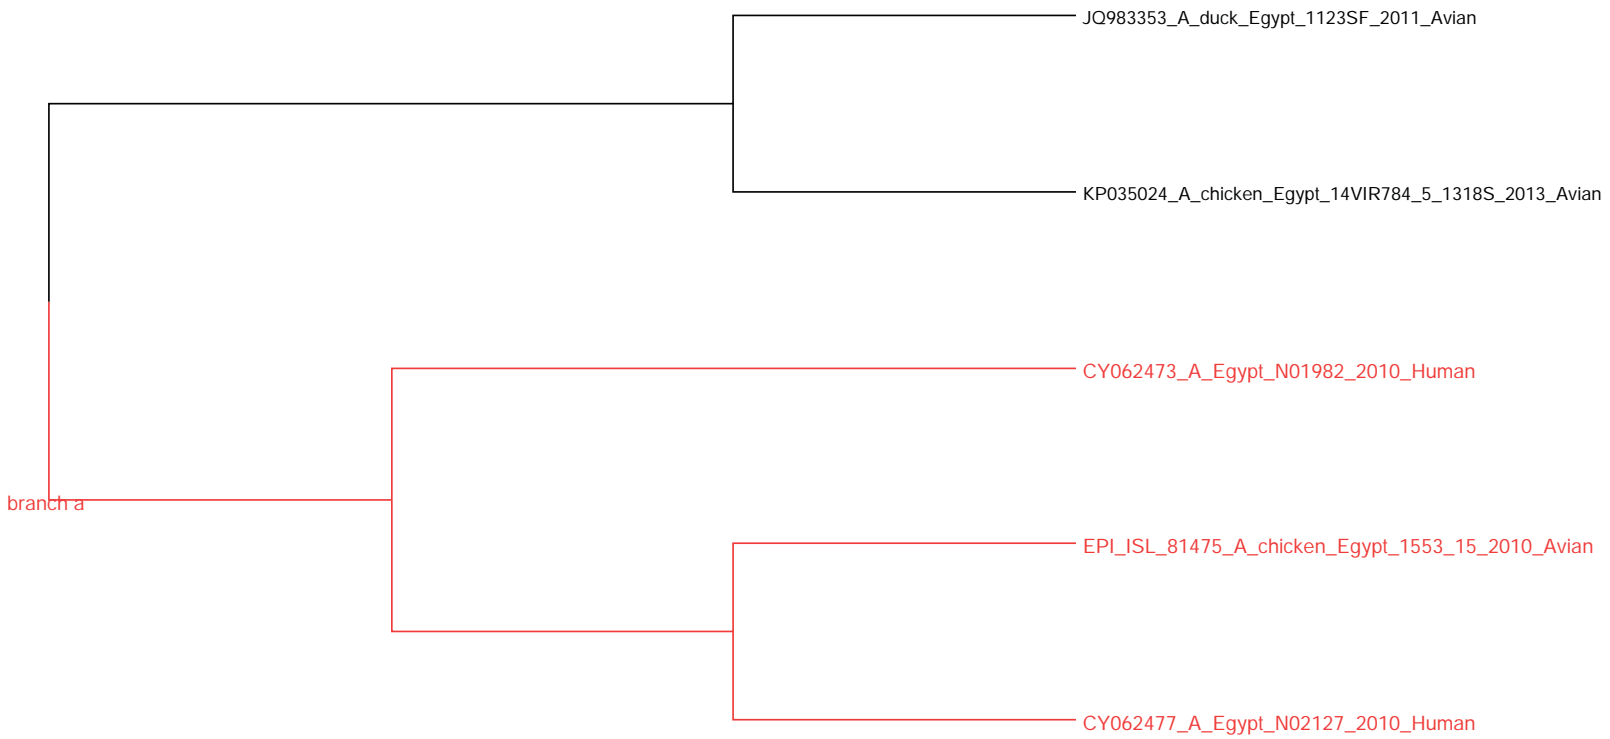 JQ983353_A_duck_Egypt_1123SF_2011_Avian
KP035024_A_chicken_Egypt_14VIR784_5_1318S_2013_Avian
CY062473_A_Egypt_N01982_2010_Human
branch a
EPI_ISL_81475_A_chicken_Egypt_1553_15_2010_Avian
CY062477_A_Egypt_N02127_2010_Human